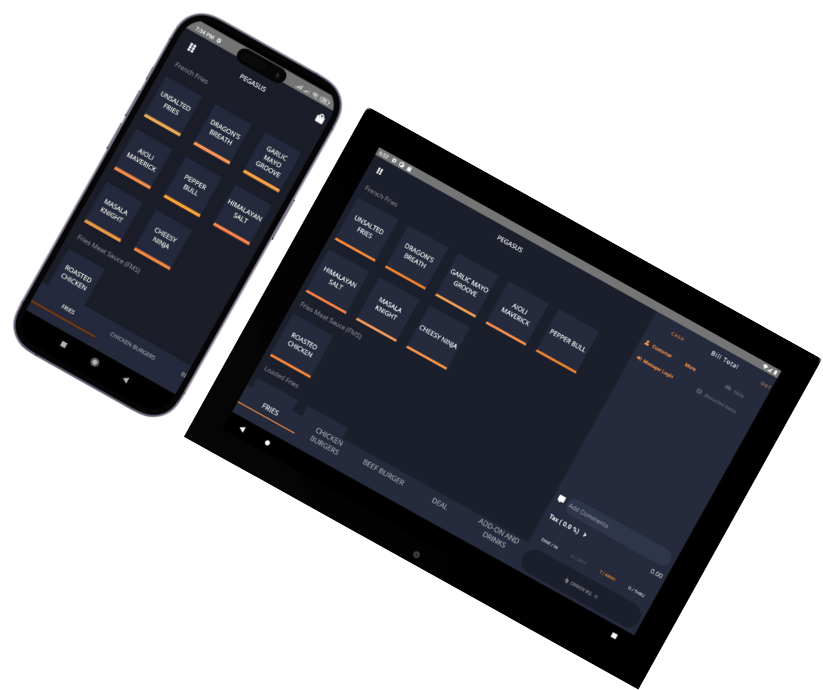 7:34 PM
PEGASUS
French Fries
UNSALTED
FRIES
DRAGON'S
BREATH
GARLIC
MAYO
GROOVE
AIOLI
MAVERICK
PEPPER
BULL
HIMALAYAN
SALT
MASALA
KNIGHT
CHEESY
NINJA
Fries Meat Sauce (FMS)
ROASTED
CHICKEN
FRIES
CHICKEN BURGERS
PEGASUS
French Fries
UNSALTED
FRIES
DRAGON'S
BREATH
GARLIC MAYO
GROOVE
AIOLI
MAVERICK
PEPPER BULL
HIMALAYAN
SALT
MASALA
KNIGHT
CHEESY NINJA
Fries Meat Sauce (FMS)
ROASTED
CHICKEN
Loaded Fries
FRIES
CHICKEN
BURGERS
BEEF BURGER
DEAL
ADD-ON AND
DRINKS
CASH
Bill Total
OUT
Customer
More
Table
Manager Login
Add Comments
Tax ( 0.0 %)
0.00
DINE / IN
T / AWAY
D / THRU